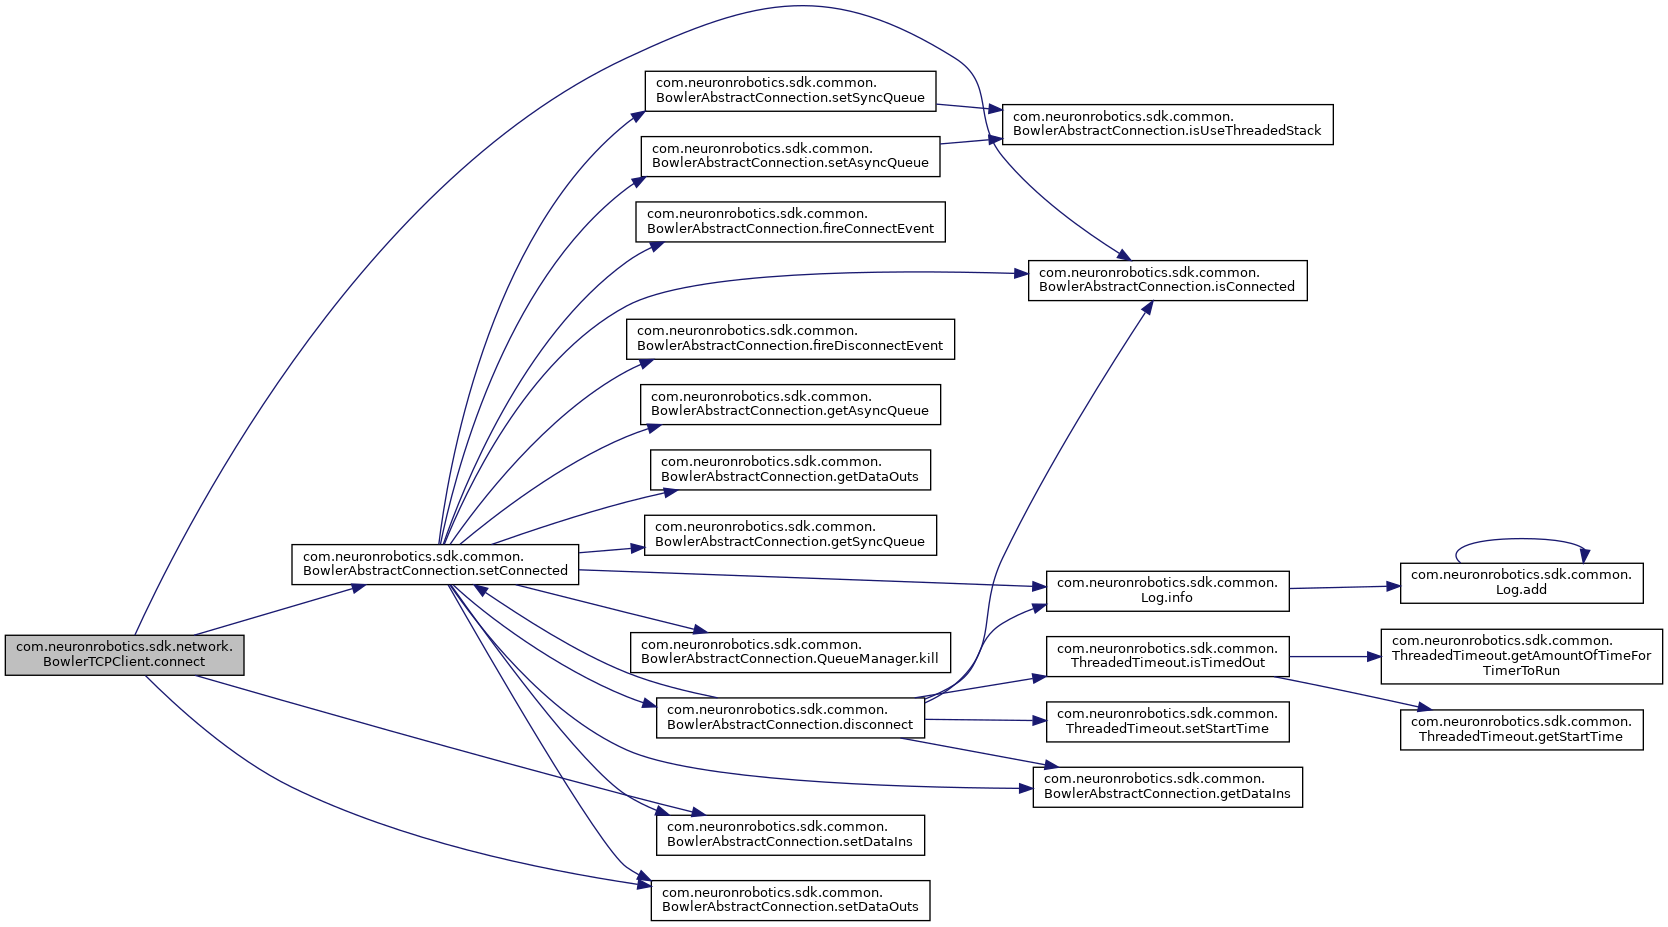 com.neuronrobotics.sdk.common.
BowlerAbstractConnection.setSyncQueue
com.neuronrobotics.sdk.common.
BowlerAbstractConnection.isUseThreadedStack
com.neuronrobotics.sdk.common.
BowlerAbstractConnection.setAsyncQueue
com.neuronrobotics.sdk.common.
BowlerAbstractConnection.fireConnectEvent
com.neuronrobotics.sdk.common.
BowlerAbstractConnection.isConnected
com.neuronrobotics.sdk.common.
BowlerAbstractConnection.fireDisconnectEvent
com.neuronrobotics.sdk.common.
BowlerAbstractConnection.getAsyncQueue
com.neuronrobotics.sdk.common.
BowlerAbstractConnection.getDataOuts
com.neuronrobotics.sdk.common.
BowlerAbstractConnection.getSyncQueue
com.neuronrobotics.sdk.common.
BowlerAbstractConnection.setConnected
com.neuronrobotics.sdk.common.
Log.info
com.neuronrobotics.sdk.common.
Log.add
com.neuronrobotics.sdk.network.
BowlerTCPClient.connect
com.neuronrobotics.sdk.common.
BowlerAbstractConnection.QueueManager.kill
com.neuronrobotics.sdk.common.
ThreadedTimeout.isTimedOut
com.neuronrobotics.sdk.common.
ThreadedTimeout.getAmountOfTimeFor
TimerToRun
com.neuronrobotics.sdk.common.
BowlerAbstractConnection.disconnect
com.neuronrobotics.sdk.common.
ThreadedTimeout.setStartTime
com.neuronrobotics.sdk.common.
ThreadedTimeout.getStartTime
com.neuronrobotics.sdk.common.
BowlerAbstractConnection.getDataIns
com.neuronrobotics.sdk.common.
BowlerAbstractConnection.setDataIns
com.neuronrobotics.sdk.common.
BowlerAbstractConnection.setDataOuts